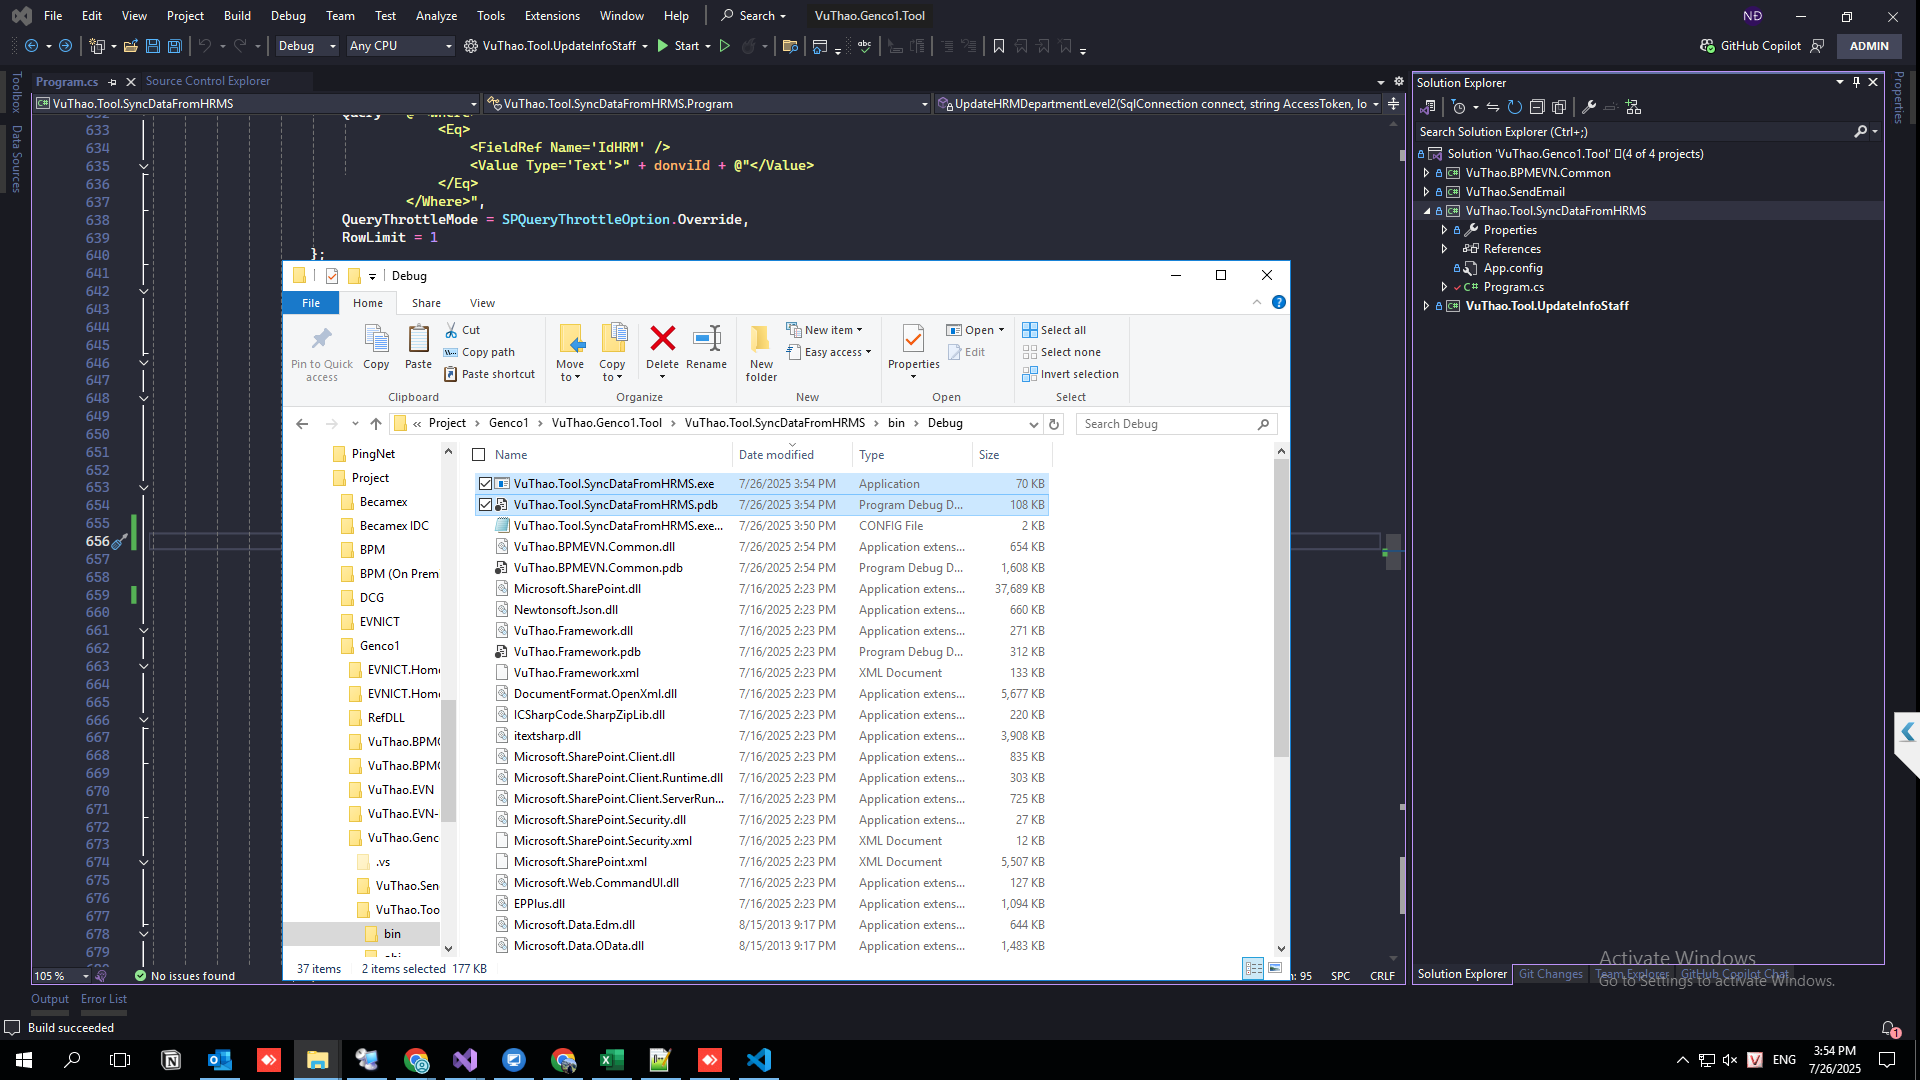 File Edit View Project Build Debug Team Test Analyze Tools Extensions Window Help Search VuThao.Genco1.Tool NĐ
Debug Any CPU VuThao.Tool.UpdateInfoStaff Start GitHub Copilot ADMIN
Toolbox
Data Sources
Program.cs Source Control Explorer
VuThao.Tool.SyncDataFromHRMS VuThao.Tool.SyncDataFromHRMS.Program UpdateHRMDepartmentLevel2(SqlConnection connect, string AccessToken, lo
633 <Eq>
634 <FieldRef Name='IdHRM' />
635 <Value Type='Text'>" + donviId + @"</Value>
636 </Eq>
637 </Where>",
638 QueryThrottleMode = SPQueryThrottleOption.Override,
639 RowLimit = 1
640 };
641
642
643
644
645
646
647
648
649
650
651
652
653
654
655
656
657
658
659
660
661
662
663
664
665
666
667
668
669
670
671
672
673
674
675
676
677
678
679
105 % No issues found : 95 SPC CRLF
Output Error List
Build succeeded
Debug
File Home Share View
Pin to Quick access
Copy
Paste
Cut
Copy path
Paste shortcut
Clipboard
Move to
Copy to
Delete
Rename
Organize
New folder
New item
Easy access
New
Properties
Open
Edit
Open
Select all
Select none
Invert selection
Select
« Project Genco1 VuThao.Genco1.Tool VuThao.Tool.SyncDataFromHRMS bin Debug
Search Debug
PingNet
Project
Becamex
Becamex IDC
BPM
BPM (On Prem
DCG
EVNICT
Genco1
EVNICT.Hom
EVNICT.Hom
RefDLL
VuThao.BPM
VuThao.BPM
VuThao.EVN
VuThao.EVN-
VuThao.Genc
.vs
VuThao.Sen
VuThao.Too
bin
Name Date modified Type Size
VuThao.Tool.SyncDataFromHRMS.exe 7/26/2025 3:54 PM Application 70 KB
VuThao.Tool.SyncDataFromHRMS.pdb 7/26/2025 3:54 PM Program Debug D... 108 KB
VuThao.Tool.SyncDataFromHRMS.exe... 7/26/2025 3:50 PM CONFIG File 2 KB
VuThao.BPMEVN.Common.dll 7/26/2025 2:54 PM Application extens... 654 KB
VuThao.BPMEVN.Common.pdb 7/26/2025 2:54 PM Program Debug D... 1,608 KB
Microsoft.SharePoint.dll 7/16/2025 2:23 PM Application extens... 37,689 KB
Newtonsoft.Json.dll 7/16/2025 2:23 PM Application extens... 660 KB
VuThao.Framework.dll 7/16/2025 2:23 PM Application extens... 271 KB
VuThao.Framework.pdb 7/16/2025 2:23 PM Program Debug D... 312 KB
VuThao.Framework.xml 7/16/2025 2:23 PM XML Document 133 KB
DocumentFormat.OpenXml.dll 7/16/2025 2:23 PM Application extens... 5,677 KB
ICSharpCode.SharpZipLib.dll 7/16/2025 2:23 PM Application extens... 220 KB
itextsharp.dll 7/16/2025 2:23 PM Application extens... 3,908 KB
Microsoft.SharePoint.Client.dll 7/16/2025 2:23 PM Application extens... 835 KB
Microsoft.SharePoint.Client.Runtime.dll 7/16/2025 2:23 PM Application extens... 303 KB
Microsoft.SharePoint.Client.ServerRun... 7/16/2025 2:23 PM Application extens... 725 KB
Microsoft.SharePoint.Security.dll 7/16/2025 2:23 PM Application extens... 27 KB
Microsoft.SharePoint.Security.xml 7/16/2025 2:23 PM XML Document 12 KB
Microsoft.SharePoint.xml 7/16/2025 2:23 PM XML Document 5,507 KB
Microsoft.Web.CommandUI.dll 7/16/2025 2:23 PM Application extens... 127 KB
EPPlus.dll 7/16/2025 2:23 PM Application extens... 1,094 KB
Microsoft.Data.Edm.dll 8/15/2013 9:17 PM Application extens... 644 KB
Microsoft.Data.OData.dll 8/15/2013 9:17 PM Application extens... 1,483 KB
37 items 2 items selected 177 KB
Solution Explorer
Search Solution Explorer (Ctrl+;)
Solution 'VuThao.Genco1.Tool' (4 of 4 projects)
VuThao.BPMEVN.Common
VuThao.SendEmail
VuThao.Tool.SyncDataFromHRMS
Properties
References
App.config
Program.cs
VuThao.Tool.UpdateInfoStaff
Properties
Activate Windows
Go to Settings to activate Windows.
Solution Explorer Git Changes Team Explorer GitHub Copilot Chat
1
ENG
3:54 PM
7/26/2025